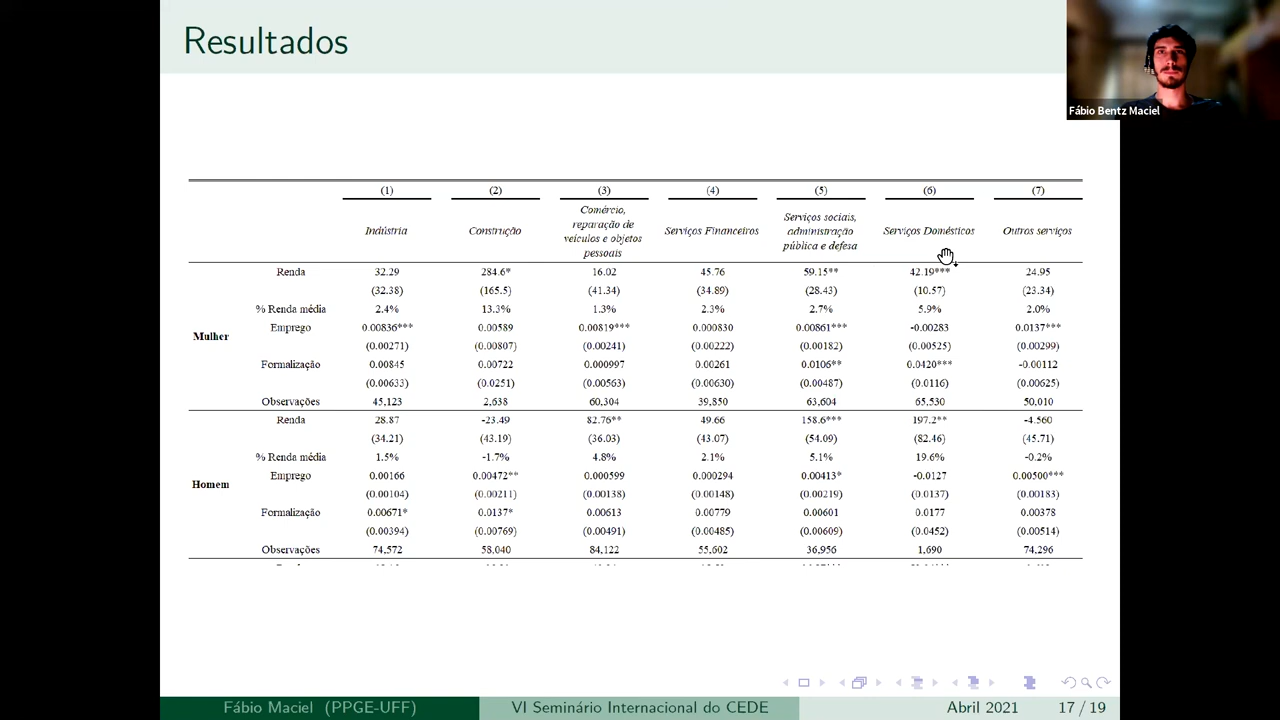 Resultados
Fábio Bentz Maciel
(1) (2) (3) (4) (5) (6) (7)
Indústria Construção Comércio, reparação de veículos e objetos pessoais Serviços Financeiros Serviços sociais, administração pública e defesa Serviços Domésticos Outros serviços
Renda 32.29 284.6* 16.02 45.76 59.15** 42.19*** 24.95
(32.38) (165.5) (41.34) (34.89) (28.43) (10.57) (23.34)
% Renda média 2.4% 13.3% 1.3% 2.3% 2.7% 5.9% 2.0%
Mulher
Emprego 0.00836*** 0.00589 0.00819*** 0.000830 0.00861*** -0.00283 0.0137***
(0.00271) (0.00807) (0.00241) (0.00222) (0.00182) (0.00525) (0.00299)
Formalização 0.00845 0.00722 0.000997 0.00261 0.0106** 0.0420*** -0.00112
(0.00633) (0.0251) (0.00563) (0.00630) (0.00487) (0.0116) (0.00625)
Observações 45,123 2,638 60,304 39,850 63,604 65,530 50,010
Renda 28.87 -23.49 82.76** 49.66 158.6*** 197.2** -4.560
(34.21) (43.19) (36.03) (43.07) (54.09) (82.46) (45.71)
% Renda média 1.5% -1.7% 4.8% 2.1% 5.1% 19.6% -0.2%
Homem
Emprego 0.00166 0.00472** 0.000599 0.000294 0.00413* -0.0127 0.00500***
(0.00104) (0.00211) (0.00138) (0.00148) (0.00219) (0.0137) (0.00183)
Formalização 0.00671* 0.0137* 0.00613 0.00779 0.00601 0.0177 0.00378
(0.00394) (0.00769) (0.00491) (0.00485) (0.00609) (0.0452) (0.00514)
Observações 74,572 58,040 84,122 55,602 36,956 1,690 74,296
Fábio Maciel (PPGE-UFF) VI Seminário Internacional do CEDE Abril 2021 17 / 19